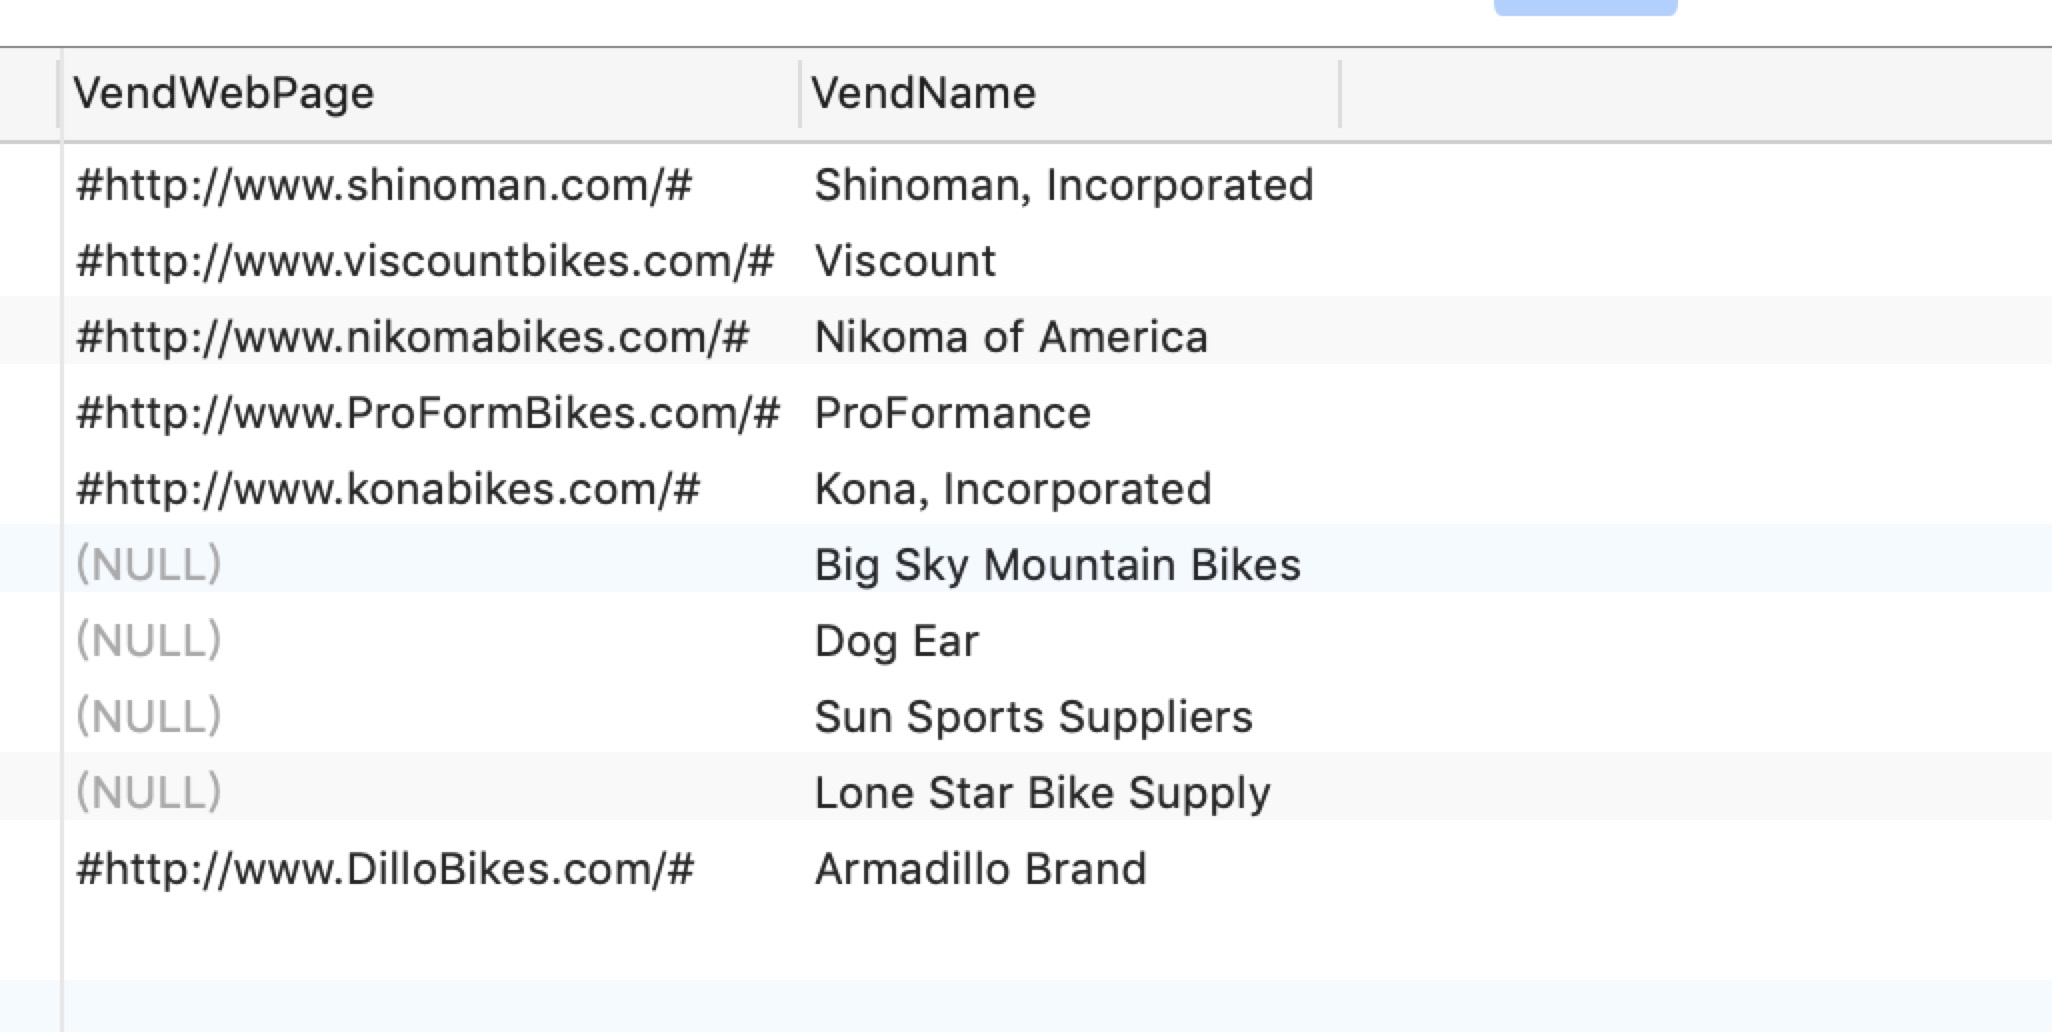 VendWebPage VendName
#http://www.shinoman.com/# Shinoman, Incorporated
#http://www.viscountbikes.com/# Viscount
#http://www.nikomabikes.com/# Nikoma of America
#http://www.ProFormBikes.com/# ProFormance
#http://www.konabikes.com/# Kona, Incorporated
(NULL) Big Sky Mountain Bikes
(NULL) Dog Ear
(NULL) Sun Sports Suppliers
(NULL) Lone Star Bike Supply
#http://www.DilloBikes.com/# Armadillo Brand